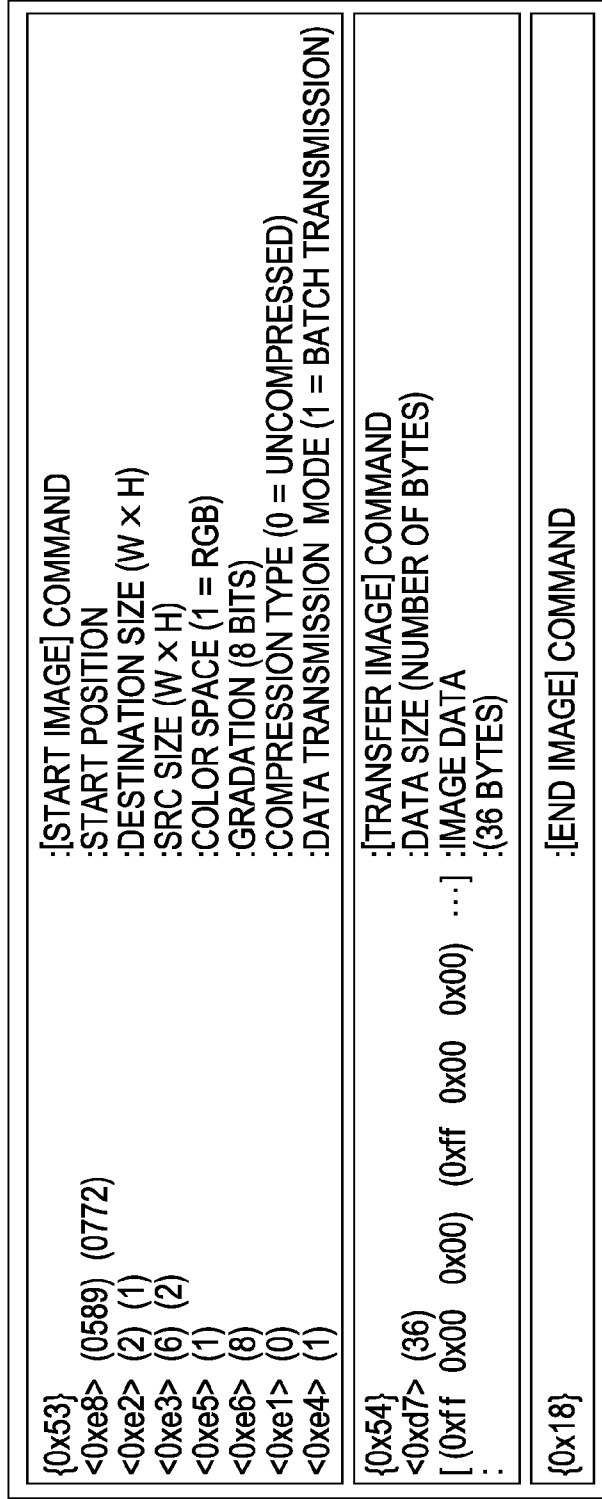 {0x53} :[START IMAGE] COMMAND
<0xe8> (0589) (0772) :START POSITION
<0xe2> (2) (1) :DESTINATION SIZE (W × H)
<0xe3> (6) (2) :SRC SIZE (W × H)
<0xe5> (1) :COLOR SPACE (1 = RGB)
<0xe6> (8) :GRADATION (8 BITS)
<0xe1> (0) :COMPRESSION TYPE (0 = UNCOMPRESSED)
<0xe4> (1) :DATA TRANSMISSION MODE (1 = BATCH TRANSMISSION)
{0x54} :[TRANSFER IMAGE] COMMAND
<0xd7> (36) :DATA SIZE (NUMBER OF BYTES)
[ (0xff 0x00 0x00) (0xff 0x00 0x00) ⋯] :IMAGE DATA
: :(36 BYTES)
{0x18} :[END IMAGE] COMMAND